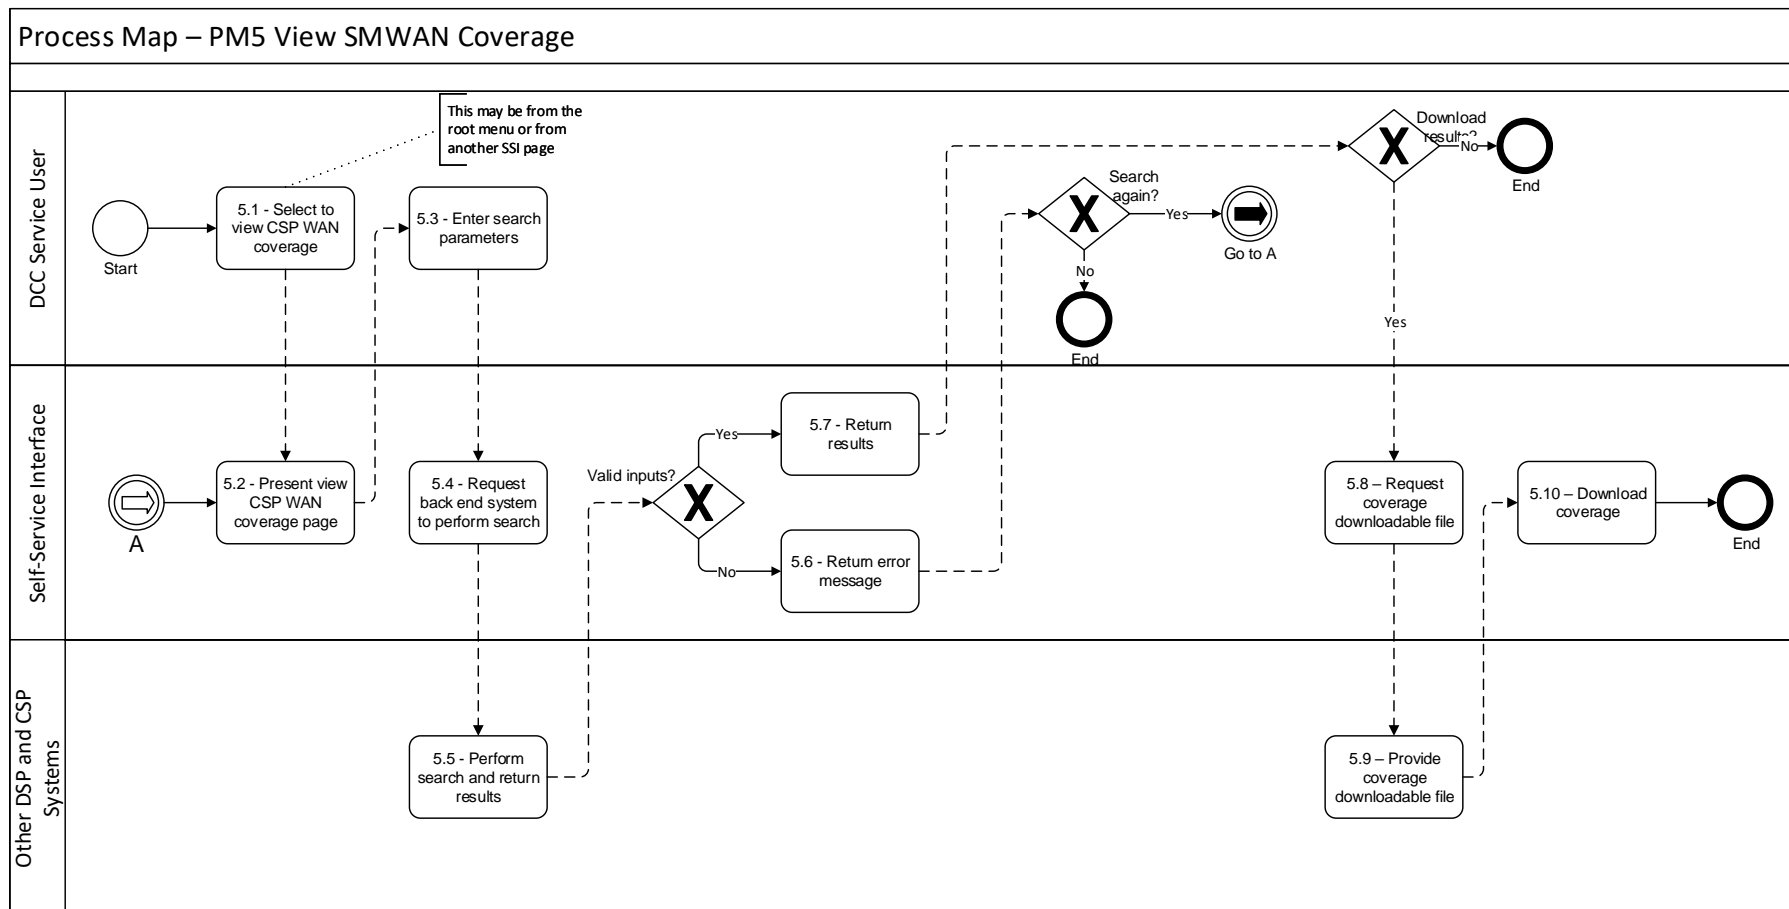 Process Map – PM5 View SMWAN Coverage
DCC Service User
This may be from the
root menu or from
another SSI page
Start
5.1 - Select to
view CSP WAN
coverage
5.3 - Enter search
parameters
Search
again?
Yes
Go to A
No
End
Download
results?
No
End
Yes
Self-Service Interface
A
5.2 - Present view
CSP WAN
coverage page
5.4 - Request
back end system
to perform search
Valid inputs?
Yes
5.7 - Return
results
No
5.6 - Return error
message
5.8 – Request
coverage
downloadable file
5.10 – Download
coverage
End
Other DSP and CSP
Systems
5.5 - Perform
search and return
results
5.9 – Provide
coverage
downloadable file